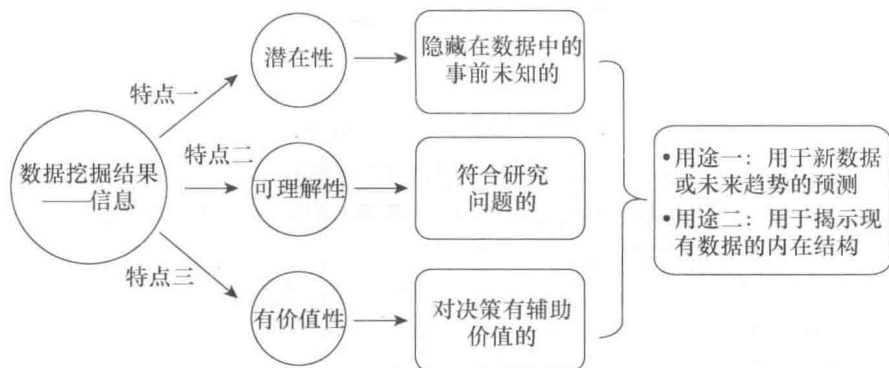 数据挖掘结果
——信息
特点一
特点二
特点三
潜在性
可理解性
有价值性
隐藏在数据中的
事前未知的
符合研究
问题的
对决策有辅助
价值的
•用途一：用于新数据
或未来趋势的预测
•用途二：用于揭示现
有数据的内在结构